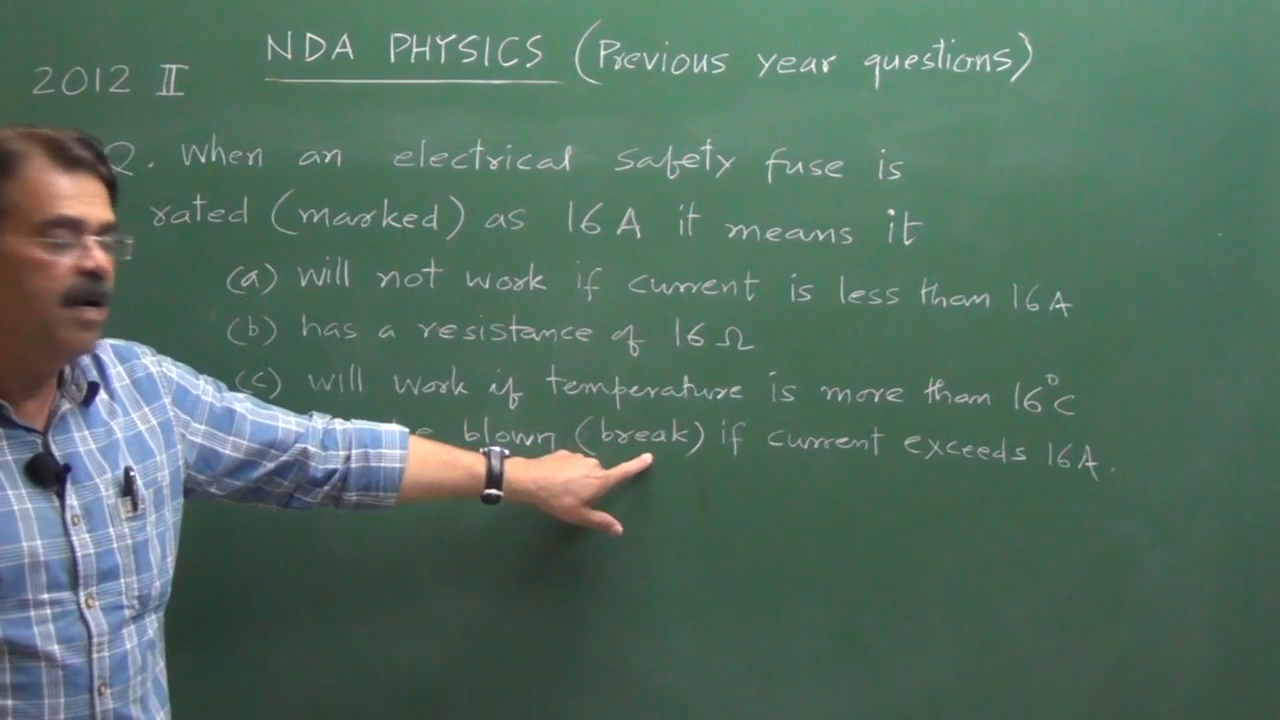 NDA PHYSICS (Previous year questions)
2012 II
Q. When an electrical safety fuse is
rated (marked) as 16 A it means it
(a) will not work if current is less than 16A
(b) has a resistance of 16 Ω
(c) will work if temperature is more than 16°C
blown (break) if current exceeds 16A.